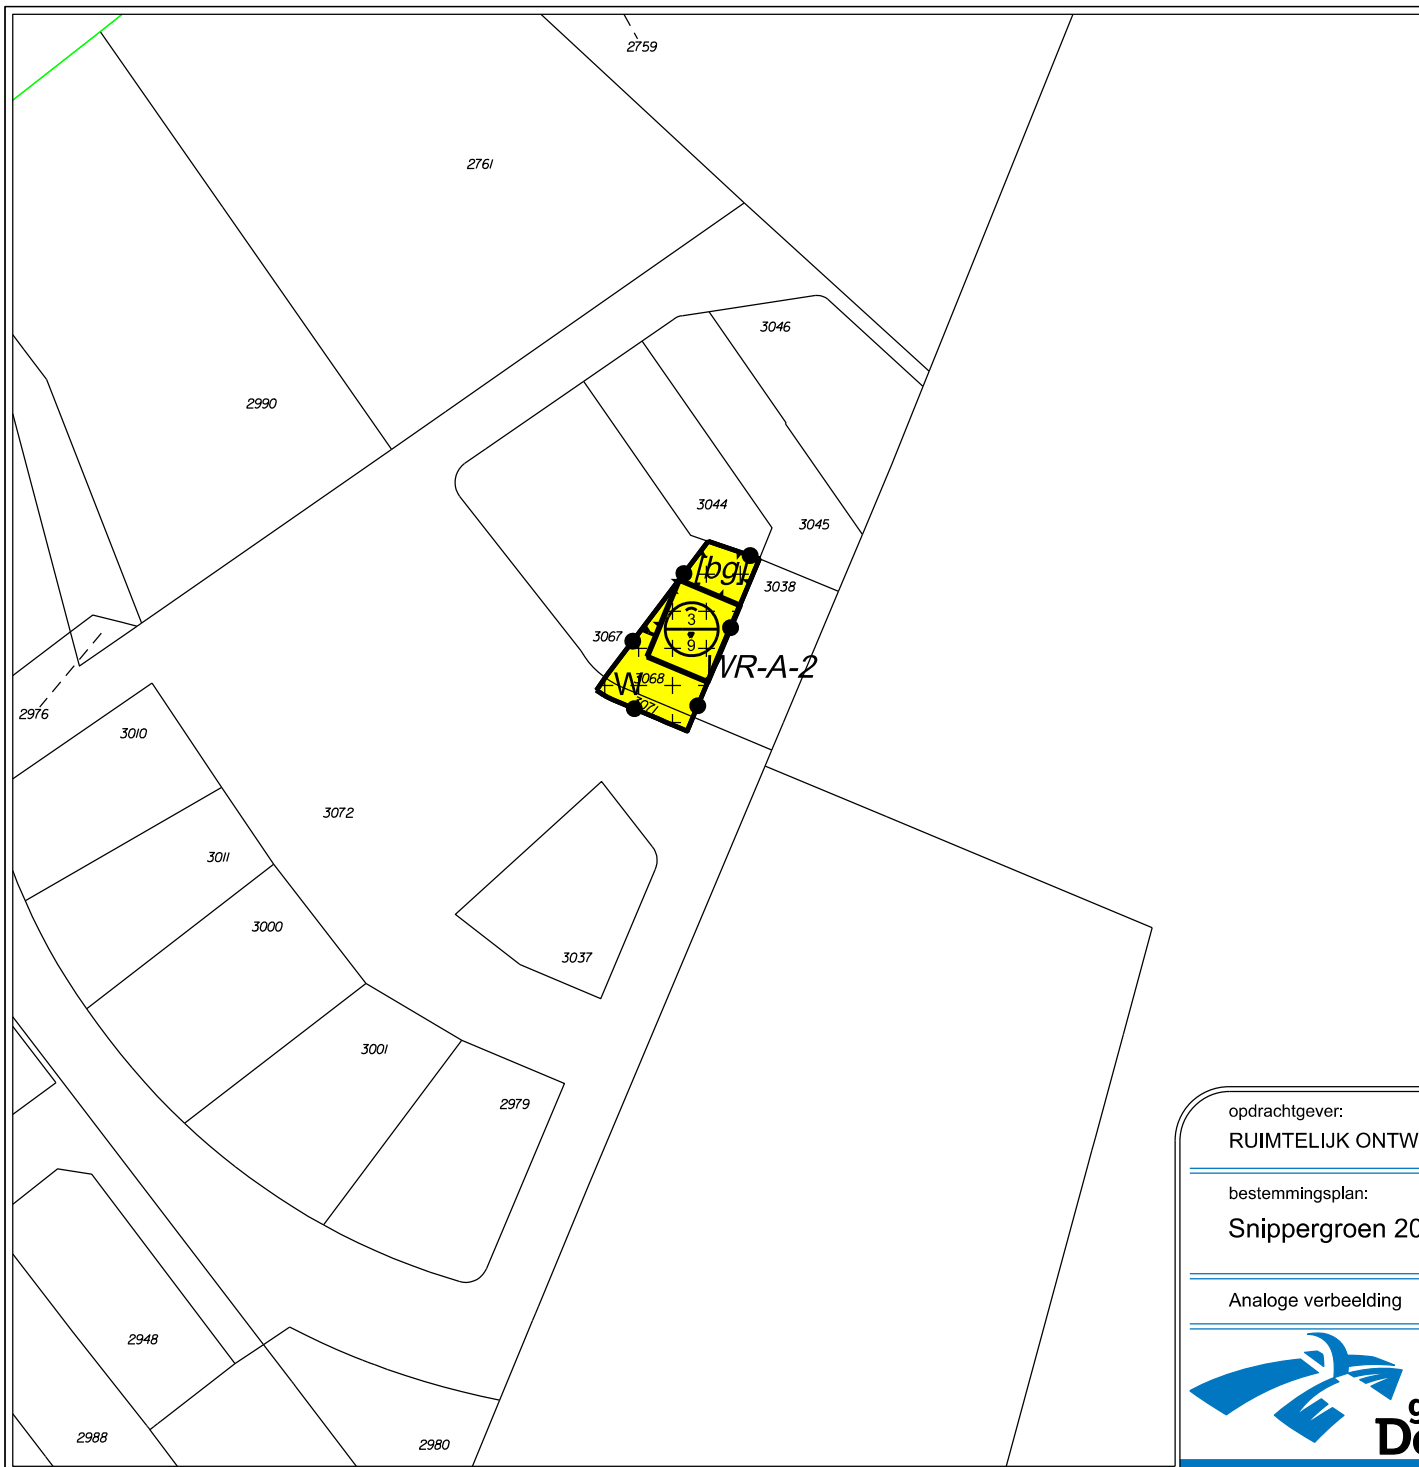 2759
2761
3046
2990
3044
3045
[bg]
3038
3
3067
9
WR-A-2
W
3068
3071
2976
3010
3072
3011
3000
3037
3001
2979
opdrachtgever:
RUIMTELIJK ONTW
bestemmingsplan:
Snippergroen 20
Analoge verbeelding
2948
g
De
2988
2980